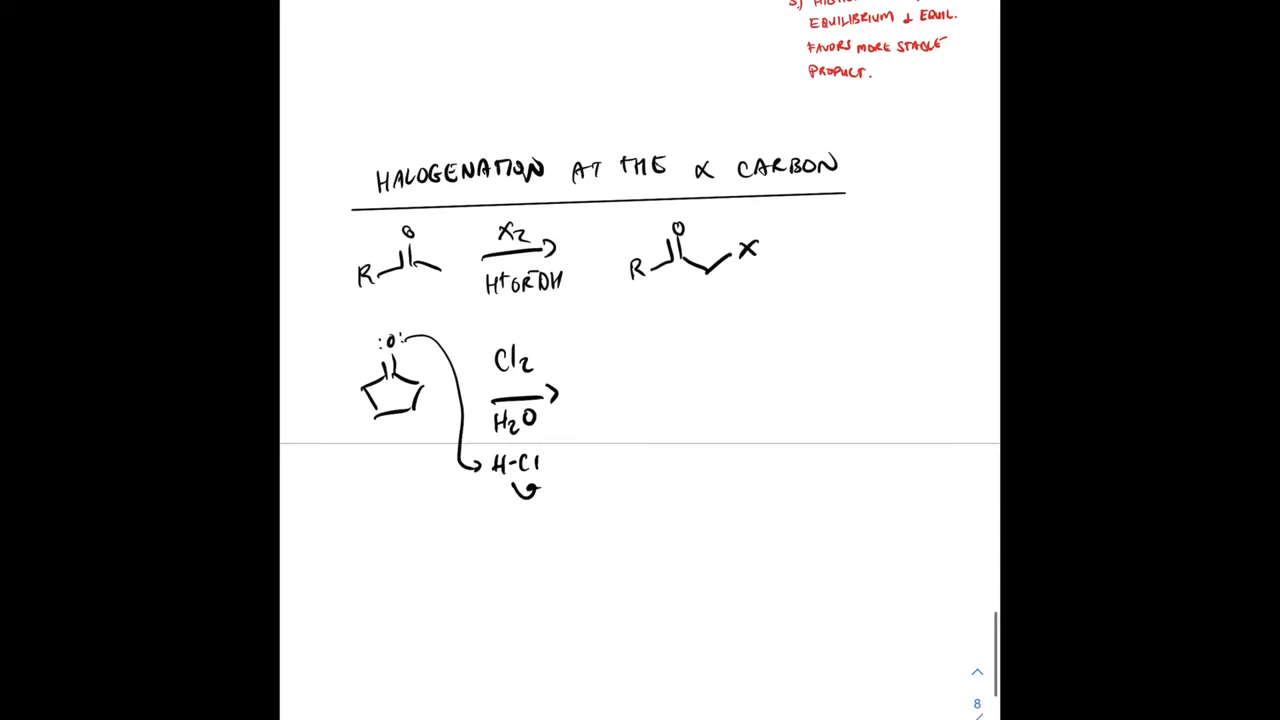 EQUILIBRIUM & EQUIL.
FAVORS MORE STABLE
PRODUCT.
HALOGENATION AT THE α CARBON
O
R
X2
H+ OR -OH
O
R
X
:O:
Cl2
H2O
H-Cl
8